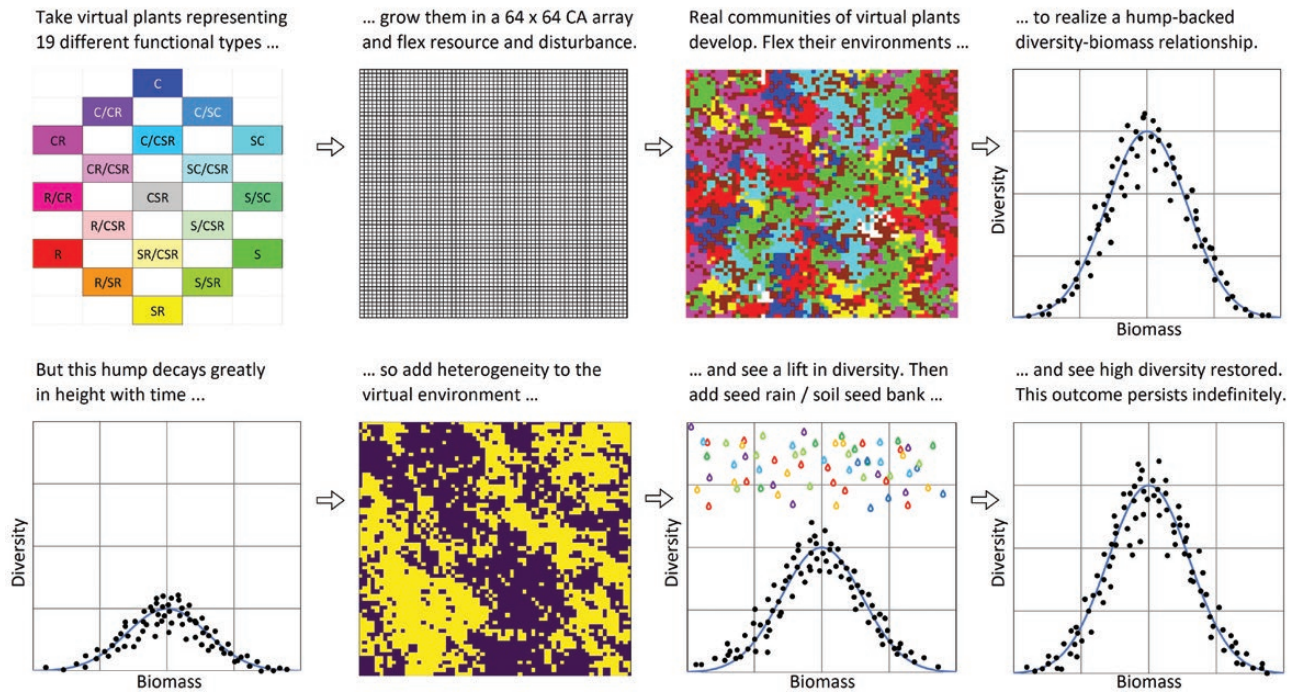 Take virtual plants representing
19 different functional types ...
... grow them in a 64 x 64 CA array
and flex resource and disturbance.
Real communities of virtual plants
develop. Flex their environments ...
... to realize a hump-backed
diversity-biomass relationship.
C
C/CR
C/SC
CR
C/CSR
SC
CR/CSR
SC/CSR
R/CR
CSR
S/SC
R/CSR
S/CSR
R
SR/CSR
S
R/SR
S/SR
SR
Diversity
Biomass
But this hump decays greatly
in height with time ...
... so add heterogeneity to the
virtual environment ...
... and see a lift in diversity. Then
add seed rain / soil seed bank ...
... and see high diversity restored.
This outcome persists indefinitely.
Diversity
Biomass
Diversity
Biomass
Diversity
Biomass